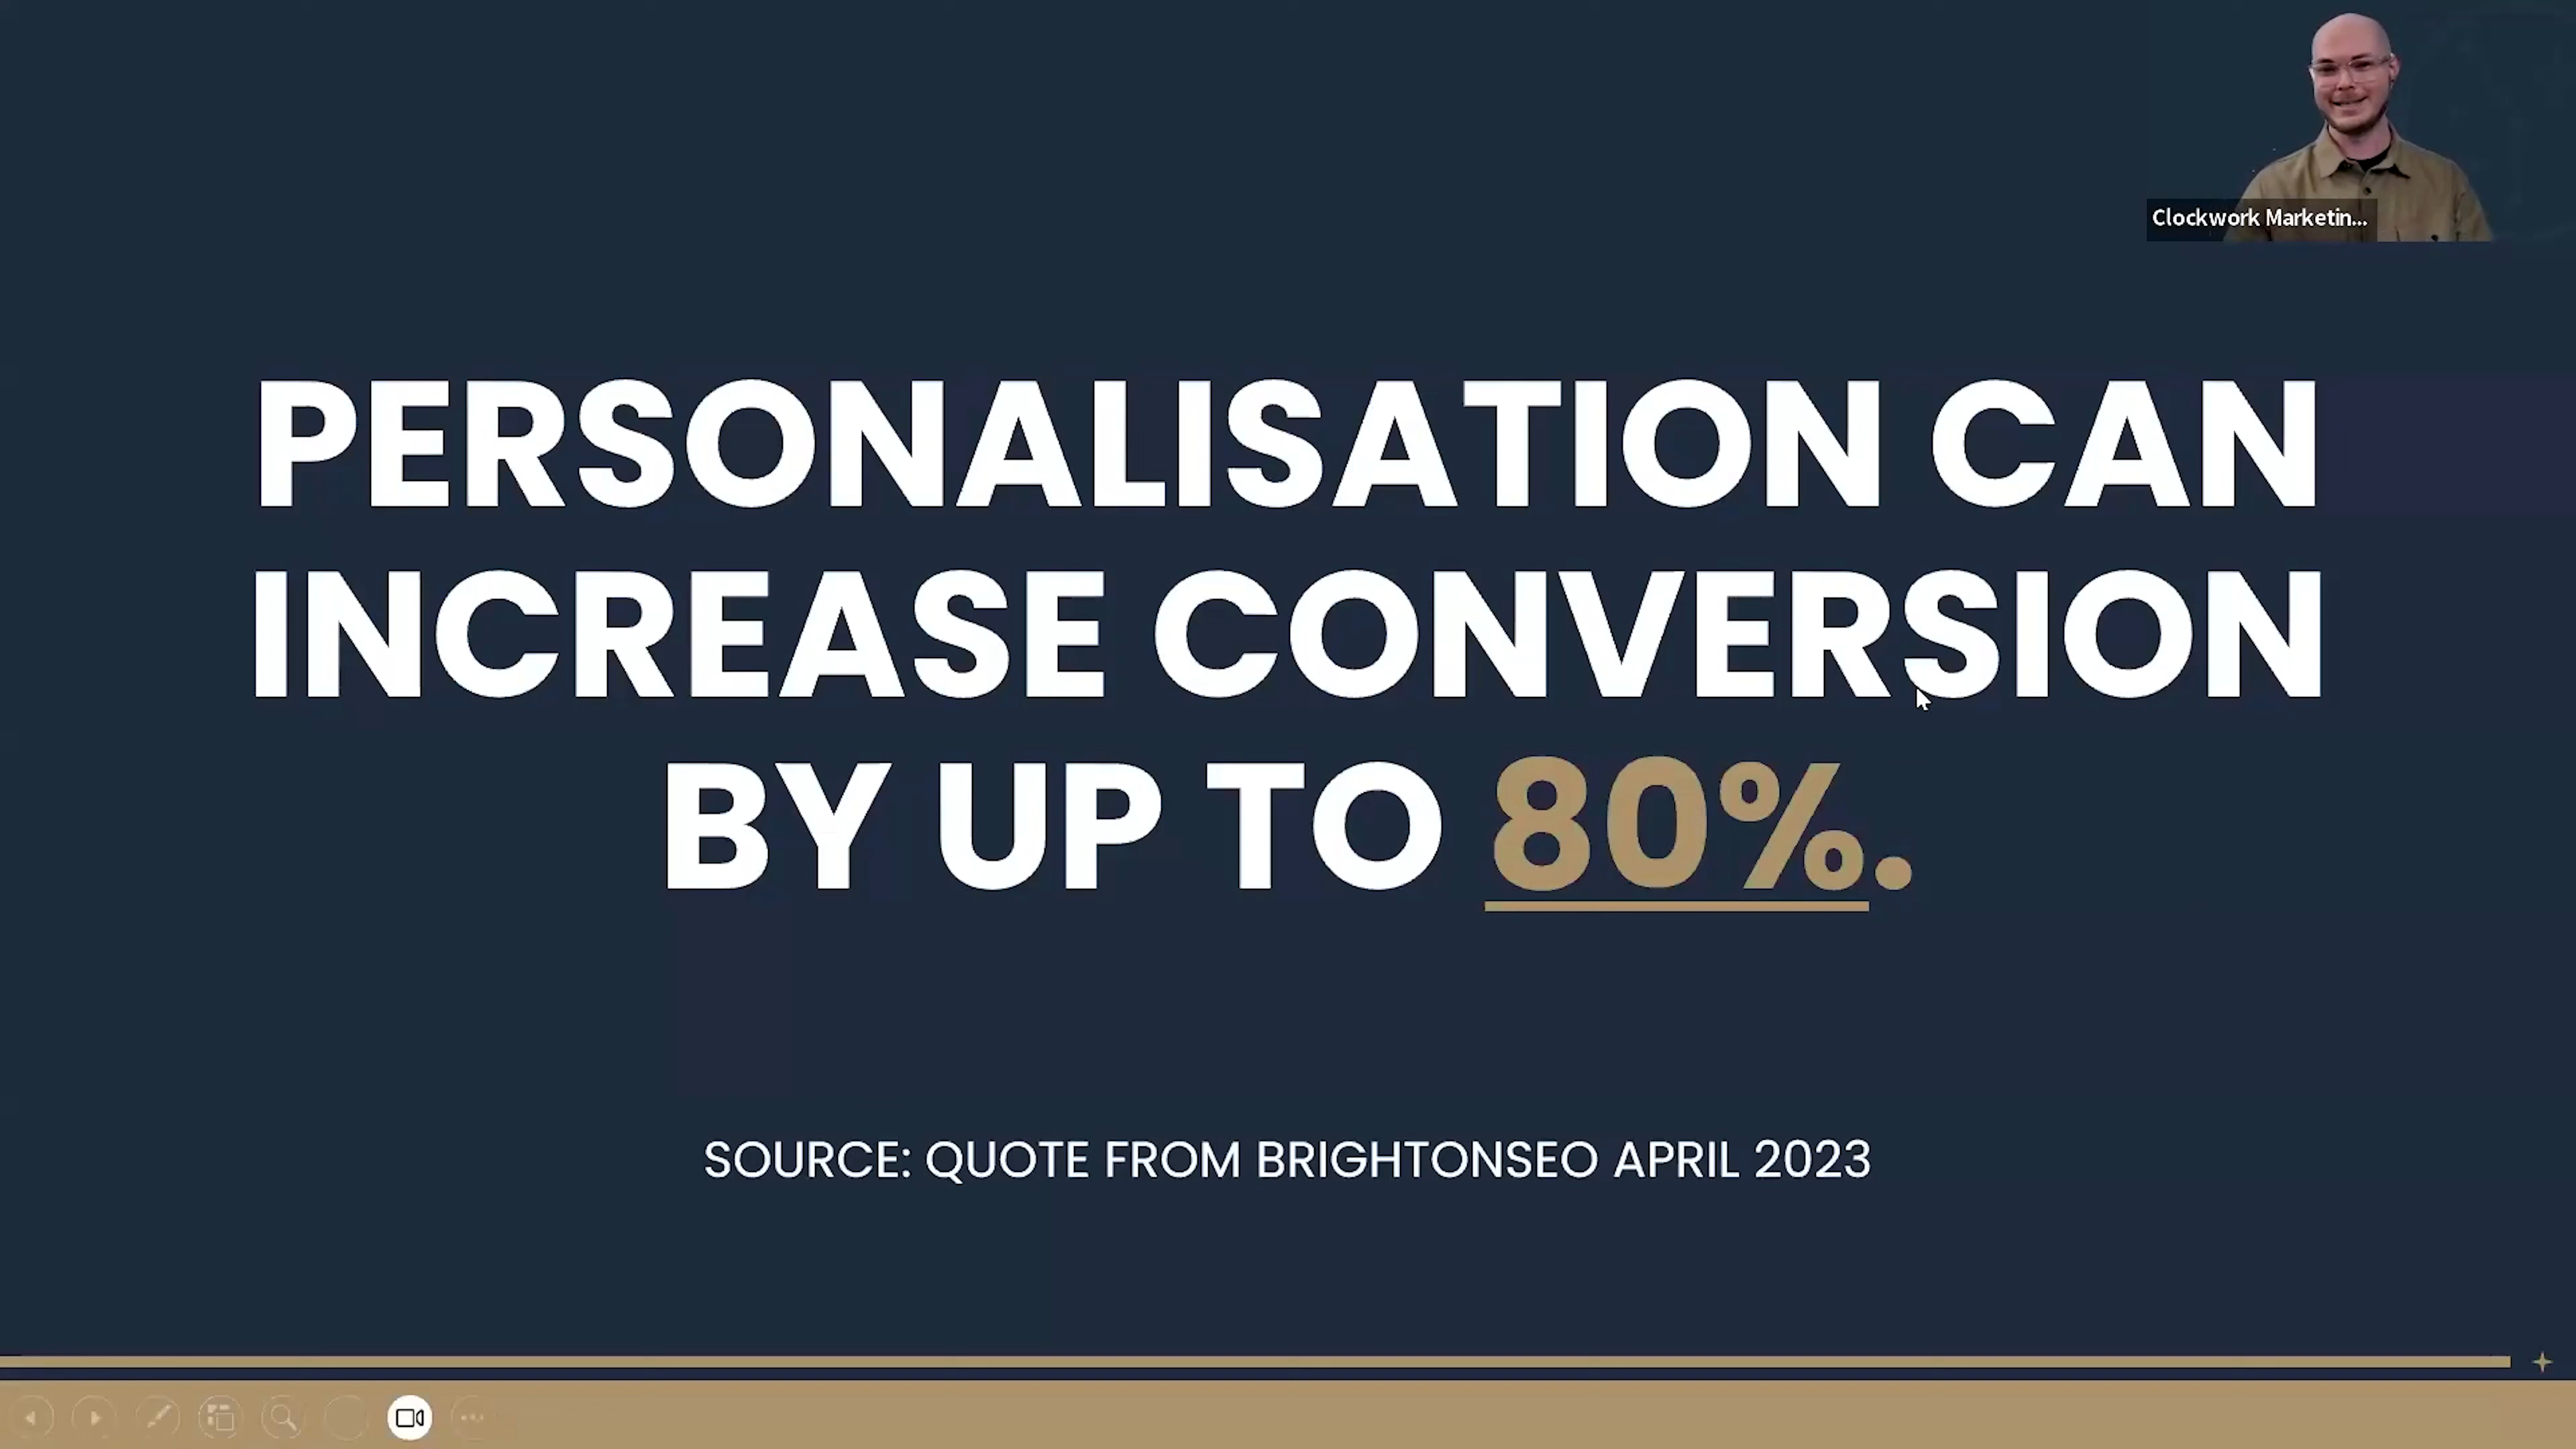 Clockwork Marketin...
PERSONALISATION CAN
INCREASE CONVERSION
BY UP TO 80%.
SOURCE: QUOTE FROM BRIGHTONSEO APRIL 2023